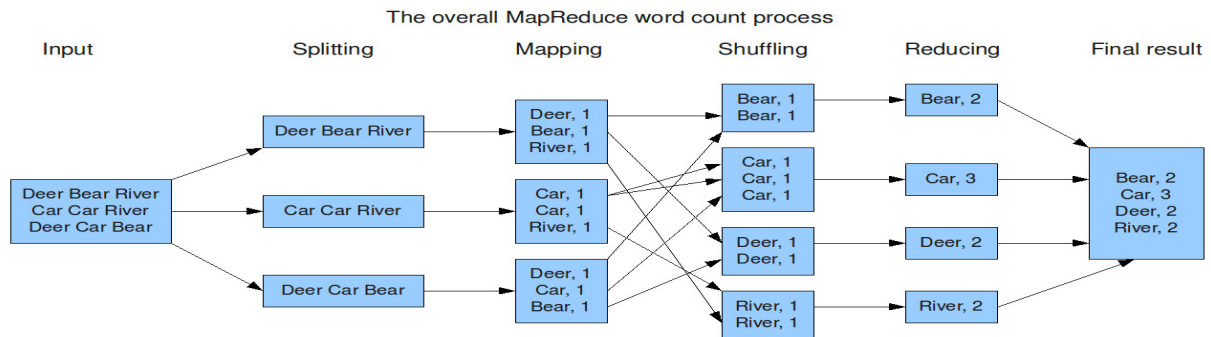 The overall MapReduce word count process
Input Splitting Mapping Shuffling Reducing Final result
Deer Bear River
Car Car River
Deer Car Bear
Deer Bear River
Car Car River
Deer Car Bear
Deer, 1
Bear, 1
River, 1
Car, 1
Car, 1
River, 1
Deer, 1
Car, 1
Bear, 1
Bear, 1
Bear, 1
Car, 1
Car, 1
Car, 1
Deer, 1
Deer, 1
River, 1
River, 1
Bear, 2
Car, 3
Deer, 2
River, 2
Bear, 2
Car, 3
Deer, 2
River, 2